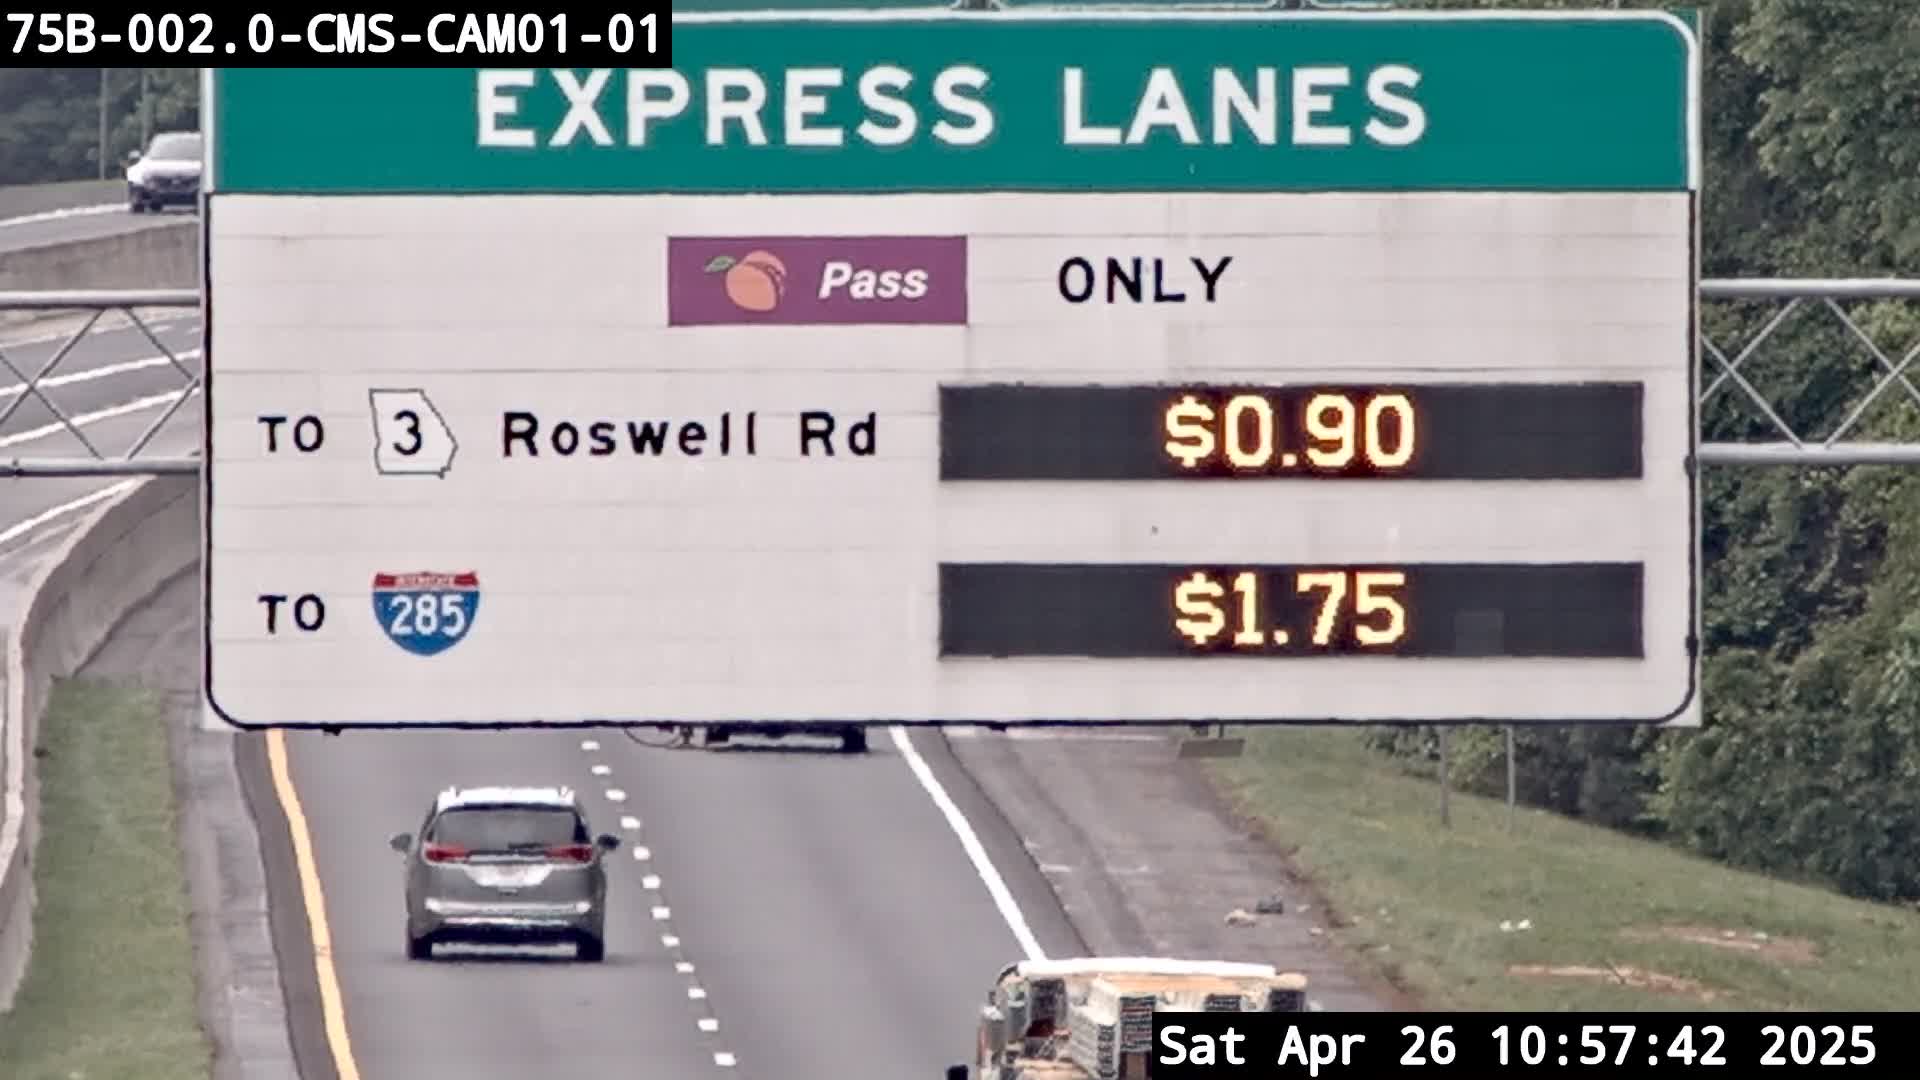 75B-002.0-CMS-CAM01-01
EXPRESS LANES
Pass ONLY
TO 3 Roswell Rd $0.90
TO INTERSTATE 285 $1.75
Sat Apr 26 10:57:42 2025